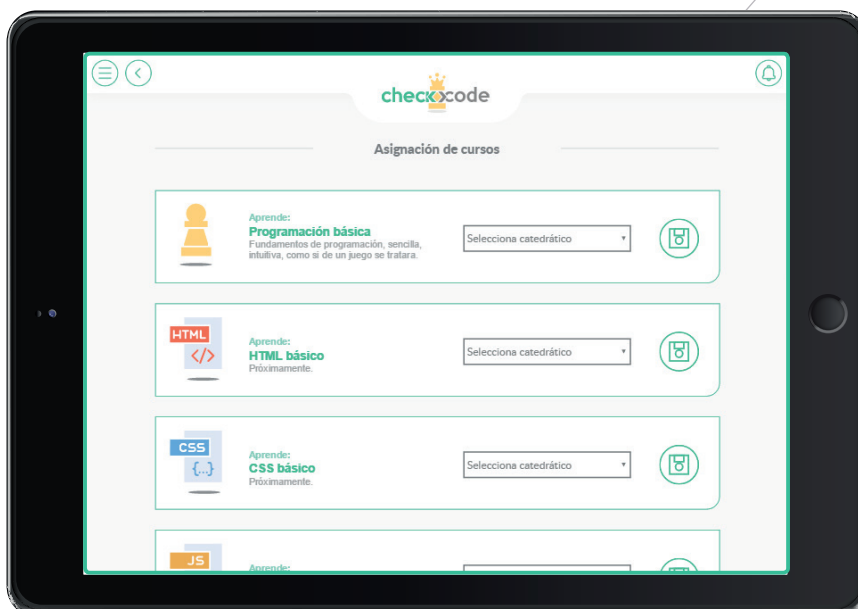 checkcode
Asignación de cursos
Aprende:
Programación básica
Fundamentos de programación, sencilla,
intuitiva, como si de un juego se tratara.
Selecciona catedrático
HTML
</>
Aprende:
HTML básico
Próximamente.
Selecciona catedrático
CSS
{...}
Aprende:
CSS básico
Próximamente.
Selecciona catedrático
JS
Aprende: